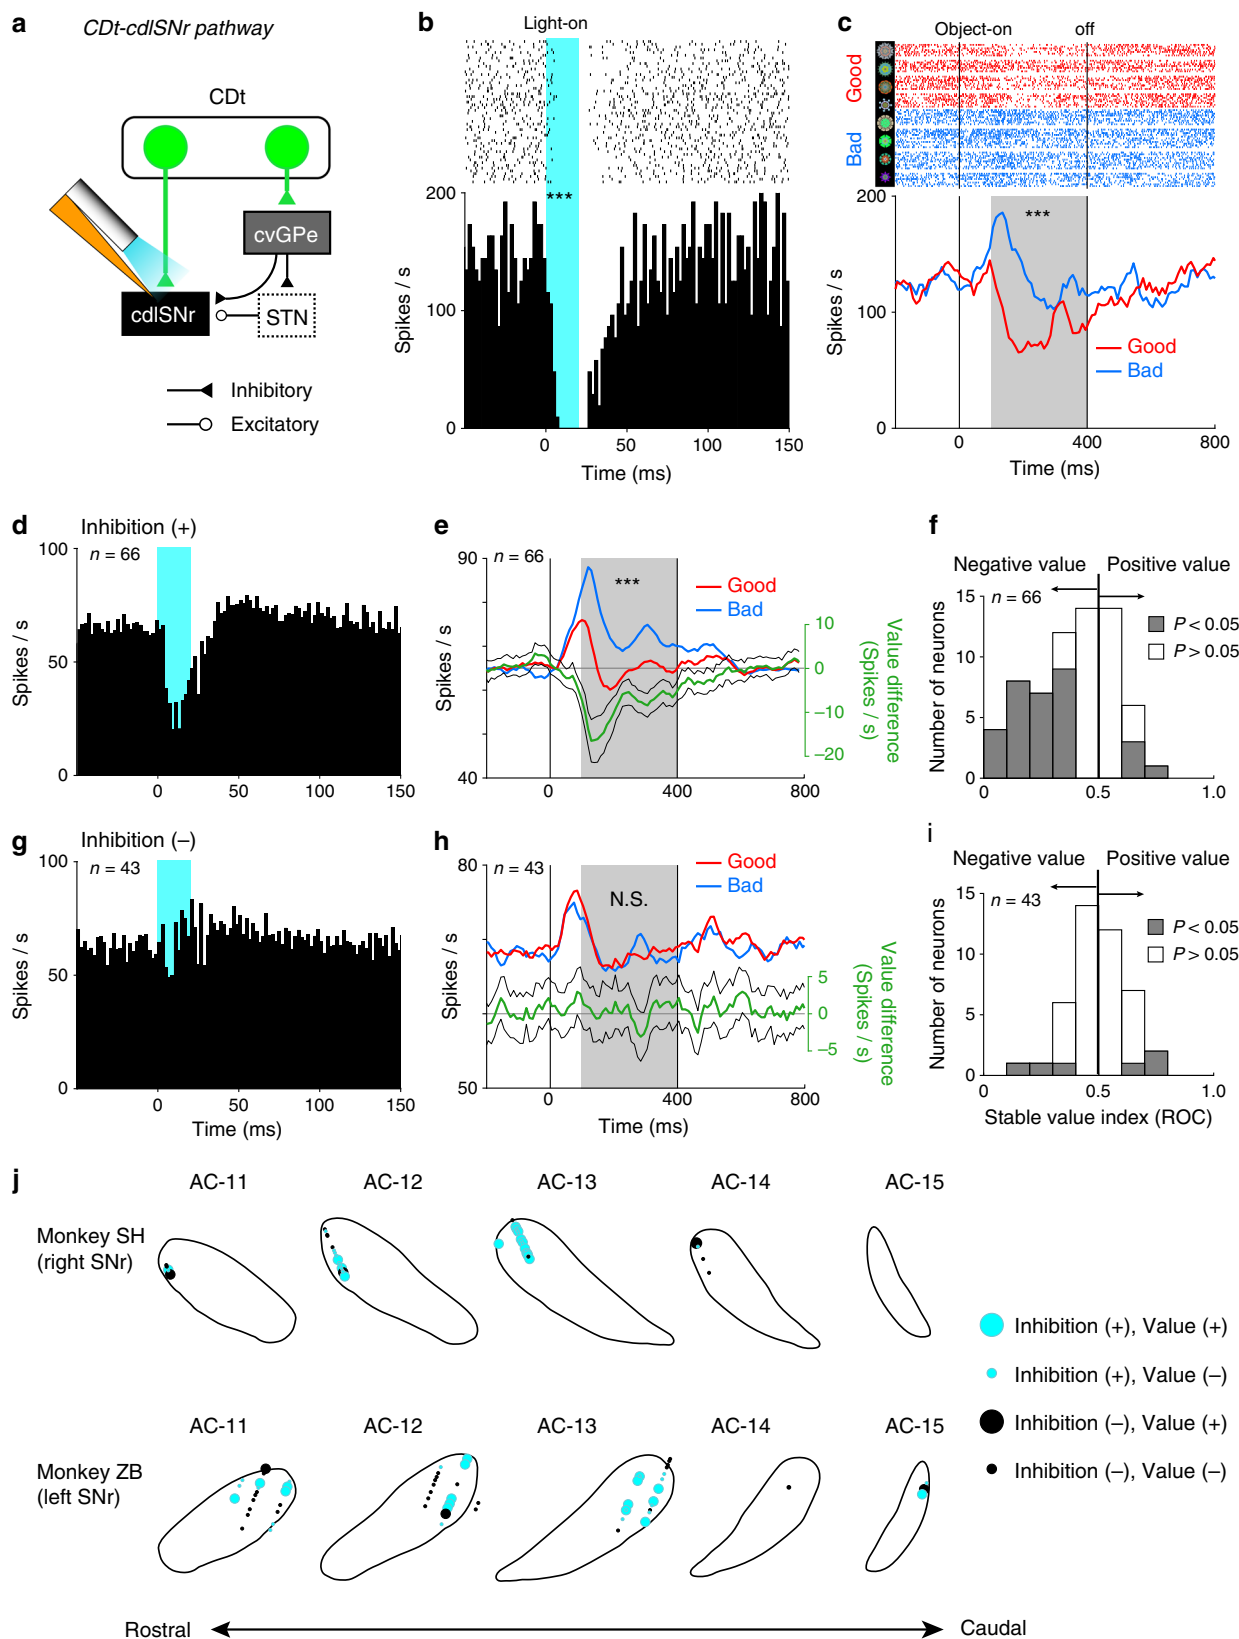 a
CDt-cdlSNr pathway
CDt
cvGPe
cdlSNr
STN
Inhibitory
Excitatory
b
Light-on
***
200
100
0
Spikes / s
0
50
100
150
Time (ms)
c
Object-on
off
Good
Bad
200
100
0
Spikes / s
***
Good
Bad
0
400
800
Time (ms)
d
Inhibition (+)
n = 66
100
50
0
Spikes / s
0
50
100
150
e
n = 66
90
40
Spikes / s
***
Good
Bad
10
0
–10
–20
Value difference
(Spikes / s)
0
400
800
f
Negative value
Positive value
n = 66
15
10
5
0
Number of neurons
P < 0.05
P > 0.05
0
0.5
1.0
g
Inhibition (–)
n = 43
100
50
0
Spikes / s
0
50
100
150
Time (ms)
h
n = 43
80
50
Spikes / s
N.S.
Good
Bad
5
0
–5
Value difference
(Spikes / s)
0
400
800
Time (ms)
i
Negative value
Positive value
n = 43
15
10
5
0
Number of neurons
P < 0.05
P > 0.05
0
0.5
1.0
Stable value index (ROC)
j
AC-11
AC-12
AC-13
AC-14
AC-15
Monkey SH
(right SNr)
Inhibition (+), Value (+)
Inhibition (+), Value (–)
Inhibition (–), Value (+)
Inhibition (–), Value (–)
AC-11
AC-12
AC-13
AC-14
AC-15
Monkey ZB
(left SNr)
Rostral
Caudal